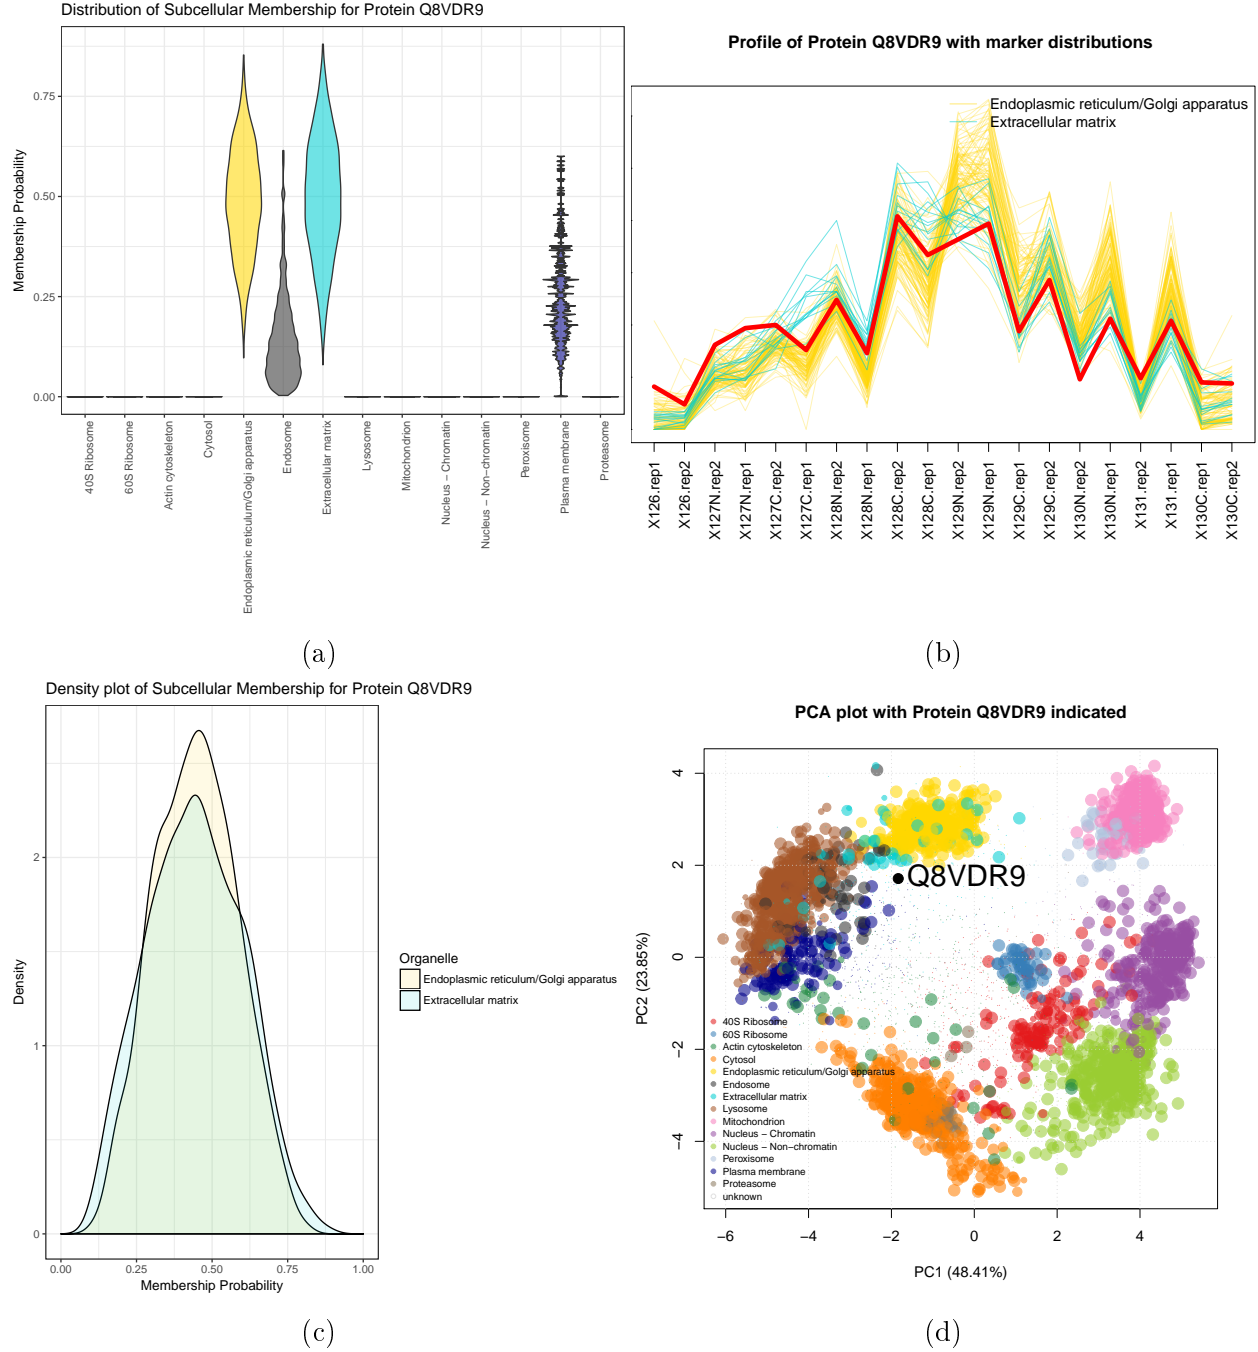 Distribution of Subcellular Membership for Protein Q8VDR9
Membership Probability
0.75
0.50
0.25
0.00
40S Ribosome
60S Ribosome
Actin cytoskeleton
Cytosol
Endoplasmic reticulum/Golgi apparatus
Endosome
Extracellular matrix
Lysosome
Mitochondrion
Nucleus − Chromatin
Nucleus − Non−chromatin
Peroxisome
Plasma membrane
Proteasome
(a)
Profile of Protein Q8VDR9 with marker distributions
Endoplasmic reticulum/Golgi apparatus
Extracellular matrix
X126.rep1
X126.rep2
X127N.rep2
X127N.rep1
X127C.rep2
X127C.rep1
X128N.rep2
X128N.rep1
X128C.rep2
X128C.rep1
X129N.rep2
X129N.rep1
X129C.rep1
X129C.rep2
X130N.rep2
X130N.rep1
X131.rep2
X131.rep1
X130C.rep1
X130C.rep2
(b)
Density plot of Subcellular Membership for Protein Q8VDR9
Density
2
1
0
0.00 0.25 0.50 0.75 1.00
Membership Probability
Organelle
Endoplasmic reticulum/Golgi apparatus
Extracellular matrix
(c)
PCA plot with Protein Q8VDR9 indicated
PC2 (23.85%)
4
2
0
−2
−4
Q8VDR9
40S Ribosome
60S Ribosome
Actin cytoskeleton
Cytosol
Endoplasmic reticulum/Golgi apparatus
Endosome
Extracellular matrix
Lysosome
Mitochondrion
Nucleus − Chromatin
Nucleus − Non−chromatin
Peroxisome
Plasma membrane
Proteasome
unknown
−6 −4 −2 0 2 4
PC1 (48.41%)
(d)